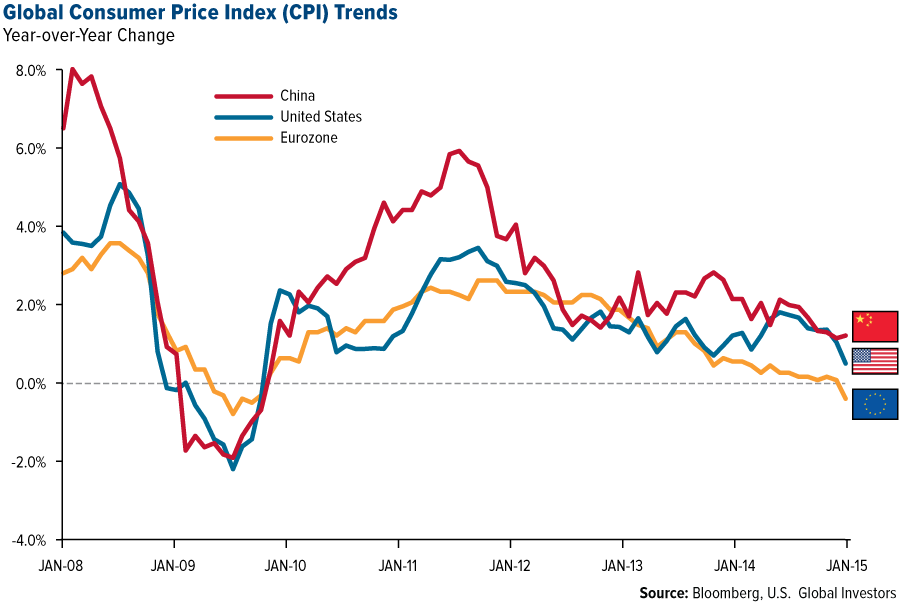 Global Consumer Price Index (CPI) Trends
Year-over-Year Change
8.0%
6.0%
4.0%
2.0%
0.0%
-2.0%
-4.0%
China
United States
Eurozone
JAN-08 JAN-09 JAN-10 JAN-11 JAN-12 JAN-13 JAN-14 JAN-15
Source: Bloomberg, U.S. Global Investors